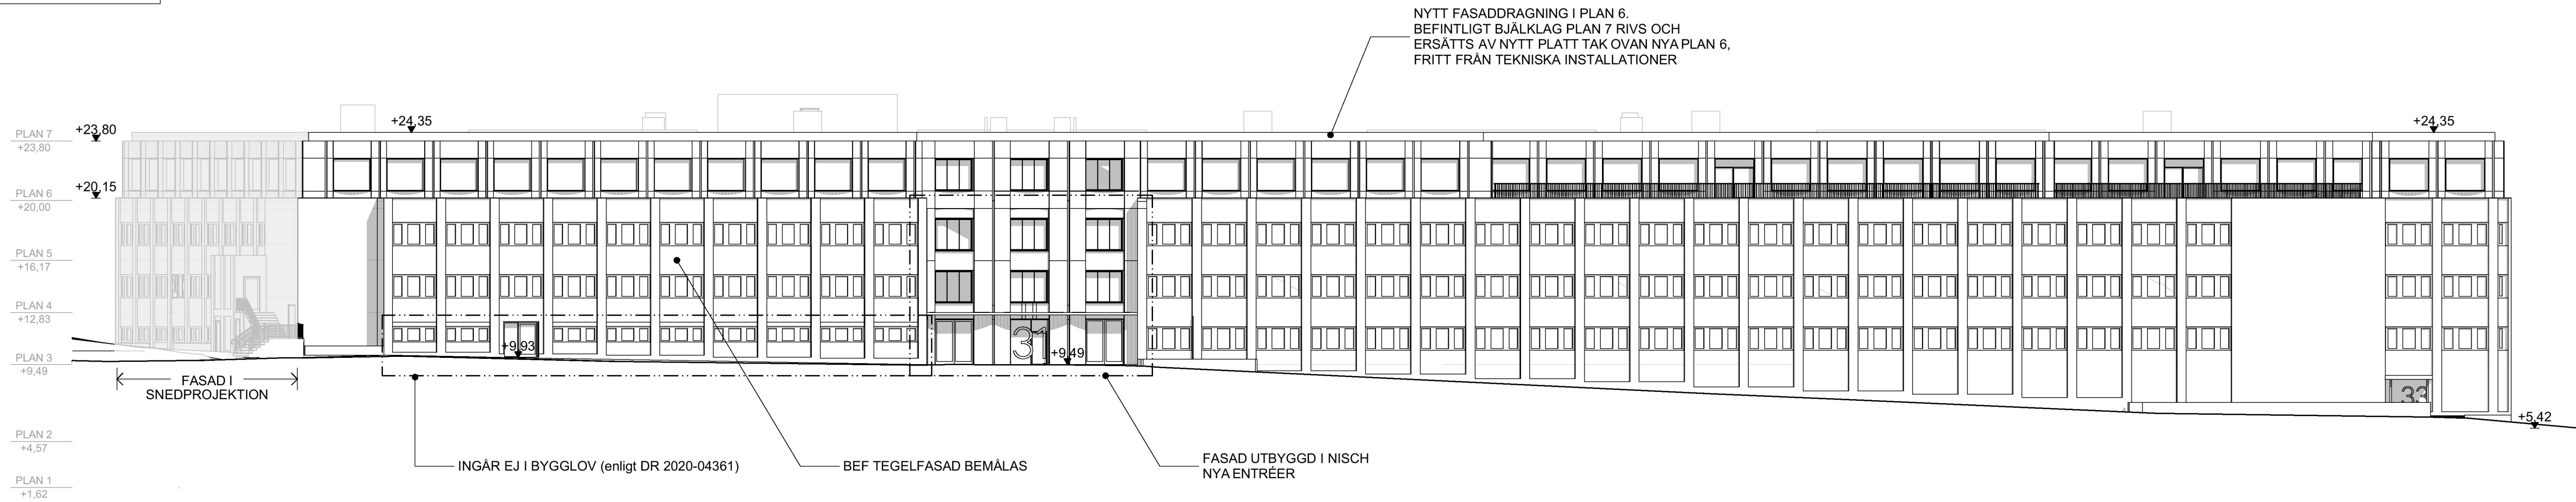 NYTT FASADDRAGNING I PLAN 6.
BEFINTLIGT BJÄLKLAG PLAN 7 RIVS OCH
ERSÄTTS AV NYTT PLATT TAK OVAN NYA PLAN 6,
FRITT FRÅN TEKNISKA INSTALLATIONER
+24,35
+24,35
PLAN 7
+23,80
+23,80
PLAN 6
+20,00
+20,15
PLAN 5
+16,17
PLAN 4
+12,83
31
+9,93
+9,49
PLAN 3
+9,49
FASAD I
SNEDPROJEKTION
33
+5,42
PLAN 2
+4,57
INGÅR EJ I BYGGLOV (enligt DR 2020-04361)
BEF TEGELFASAD BEMÅLAS
FASAD UTBYGGD I NISCH
NYA ENTRÉER
PLAN 1
+1,62